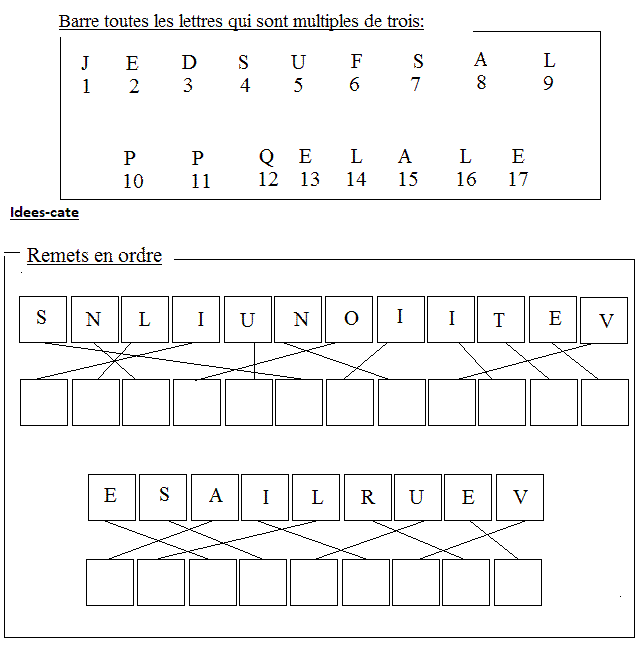 Barre toutes les lettres qui sont multiples de trois:
J E D S U F S A L
1 2 3 4 5 6 7 8 9
P P Q E L A L E
10 11 12 13 14 15 16 17
Idees-cate
Remets en ordre
S N L I U N O I I T E V
E S A I L R U E V